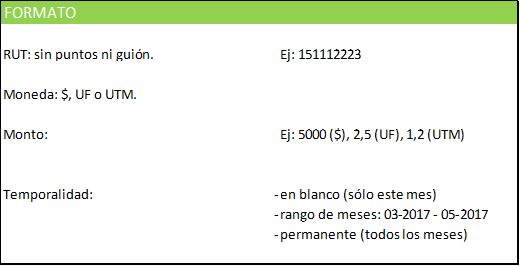 FORMATO
RUT: sin puntos ni guión. Ej: 151112223
Moneda: $, UF o UTM.
Monto: Ej: 5000 ($), 2,5 (UF), 1,2 (UTM)
Temporalidad: -en blanco (sólo este mes)
-rango de meses: 03-2017 - 05-2017
-permanente (todos los meses)